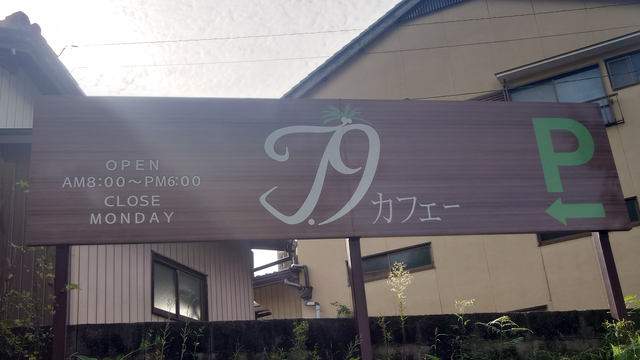 OPEN
AM8:00～PM6:00
CLOSE
MONDAY
J.9
カフェー
P